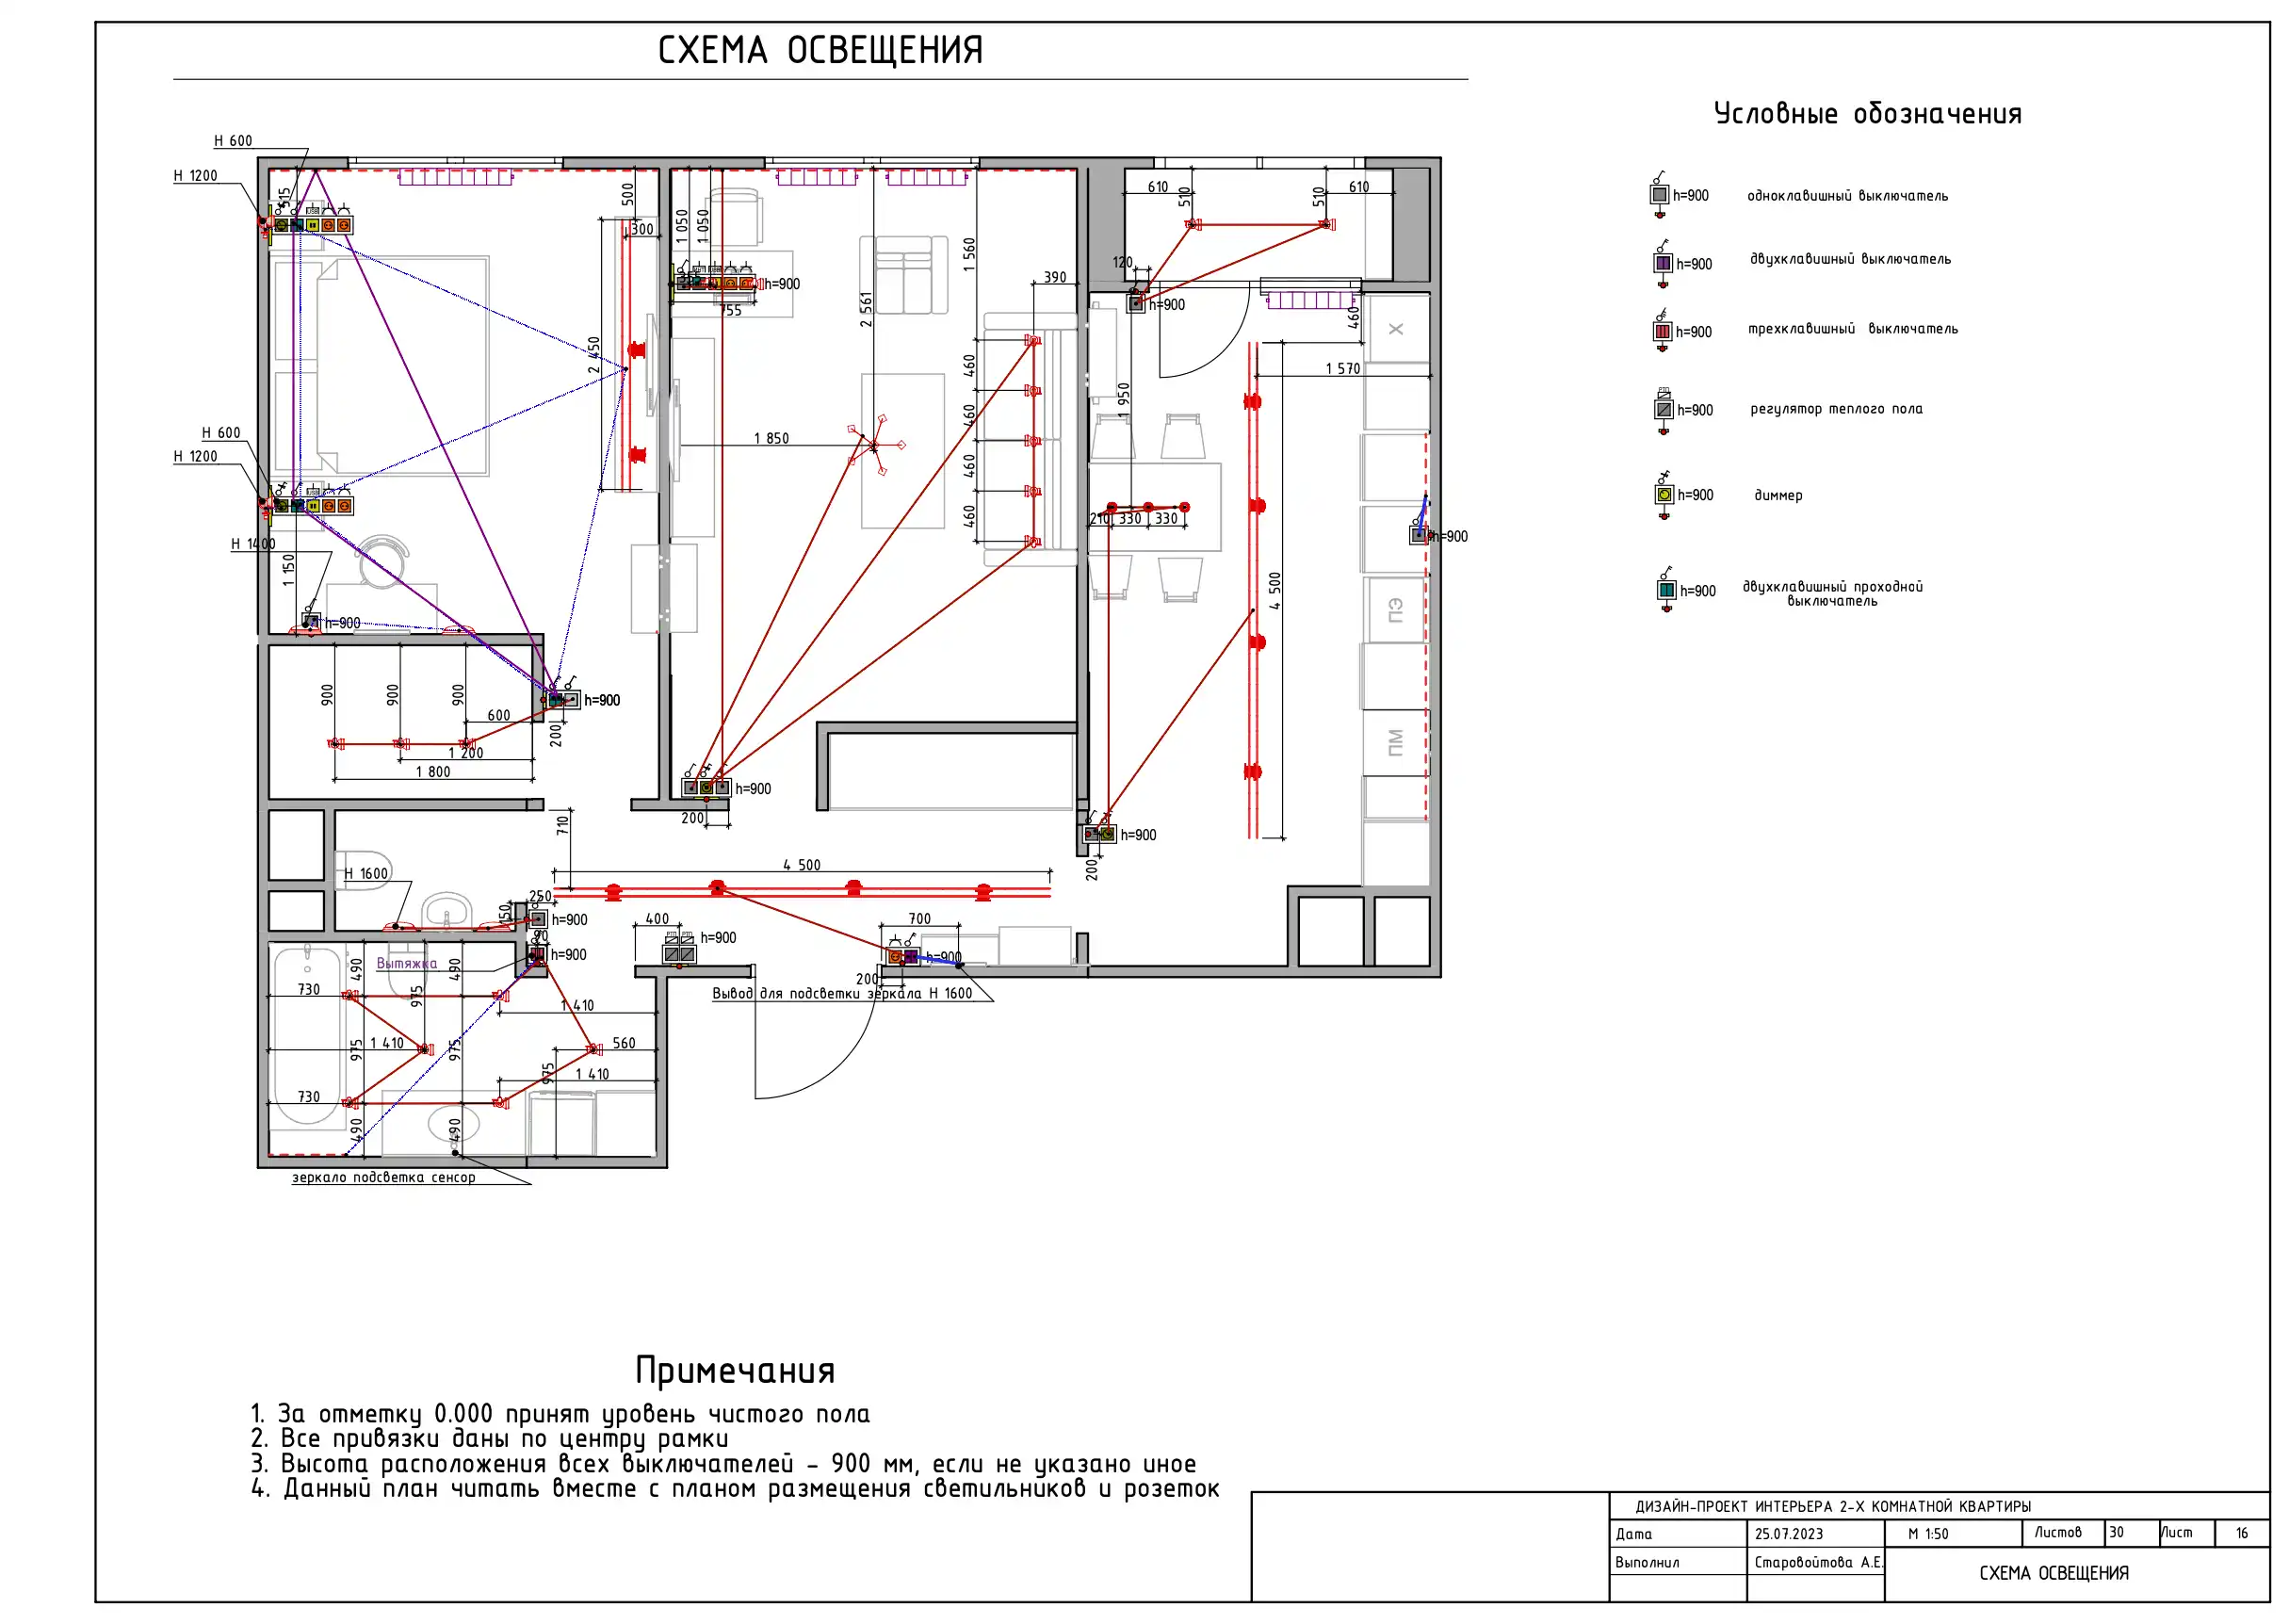 СХЕМА ОСВЕЩЕНИЯ
Условные обозначения
h=900 одноклавишный выключатель
h=900 двухклавишный выключатель
h=900 трехклавишный выключатель
h=900 регулятор теплого пола
h=900 диммер
h=900 двухклавишный проходной
выключатель
H 600
H 1200
515
USB
500
300
1 050
1 050
h=900
755
2 561
1 560
390
610
510
510
610
120
h=900
460
1 570
X
2 450
1 850
460
460
460
460
1 950
H 600
H 1200
USB
H 1400
1 150
h=900
210
330
330
h=900
4 500
ЄП
МП
900
900
900
600
1 200
1 800
h=900
200
h=900
200
710
h=900
200
4 500
H 1600
250
150
h=900
90
h=900
400
h=900
700
h=900
200
Вывод для подсветки зеркала H 1600
Вытяжка
490
490
975
730
1 410
1 410
975
975
560
975
1 410
730
490
490
зеркало подсветка сенсор
Примечания
1. За отметку 0.000 принят уровень чистого пола
2. Все привязки даны по центру рамки
3. Высота расположения всех выключателей - 900 мм, если не указано иное
4. Данный план читать вместе с планом размещения светильников и розеток
ДИЗАЙН-ПРОЕКТ ИНТЕРЬЕРА 2-Х КОМНАТНОЙ КВАРТИРЫ
Дата 25.07.2023 М 1:50 Листов 30 Лист 16
Выполнил Старовойтова А.Е.
СХЕМА ОСВЕЩЕНИЯ